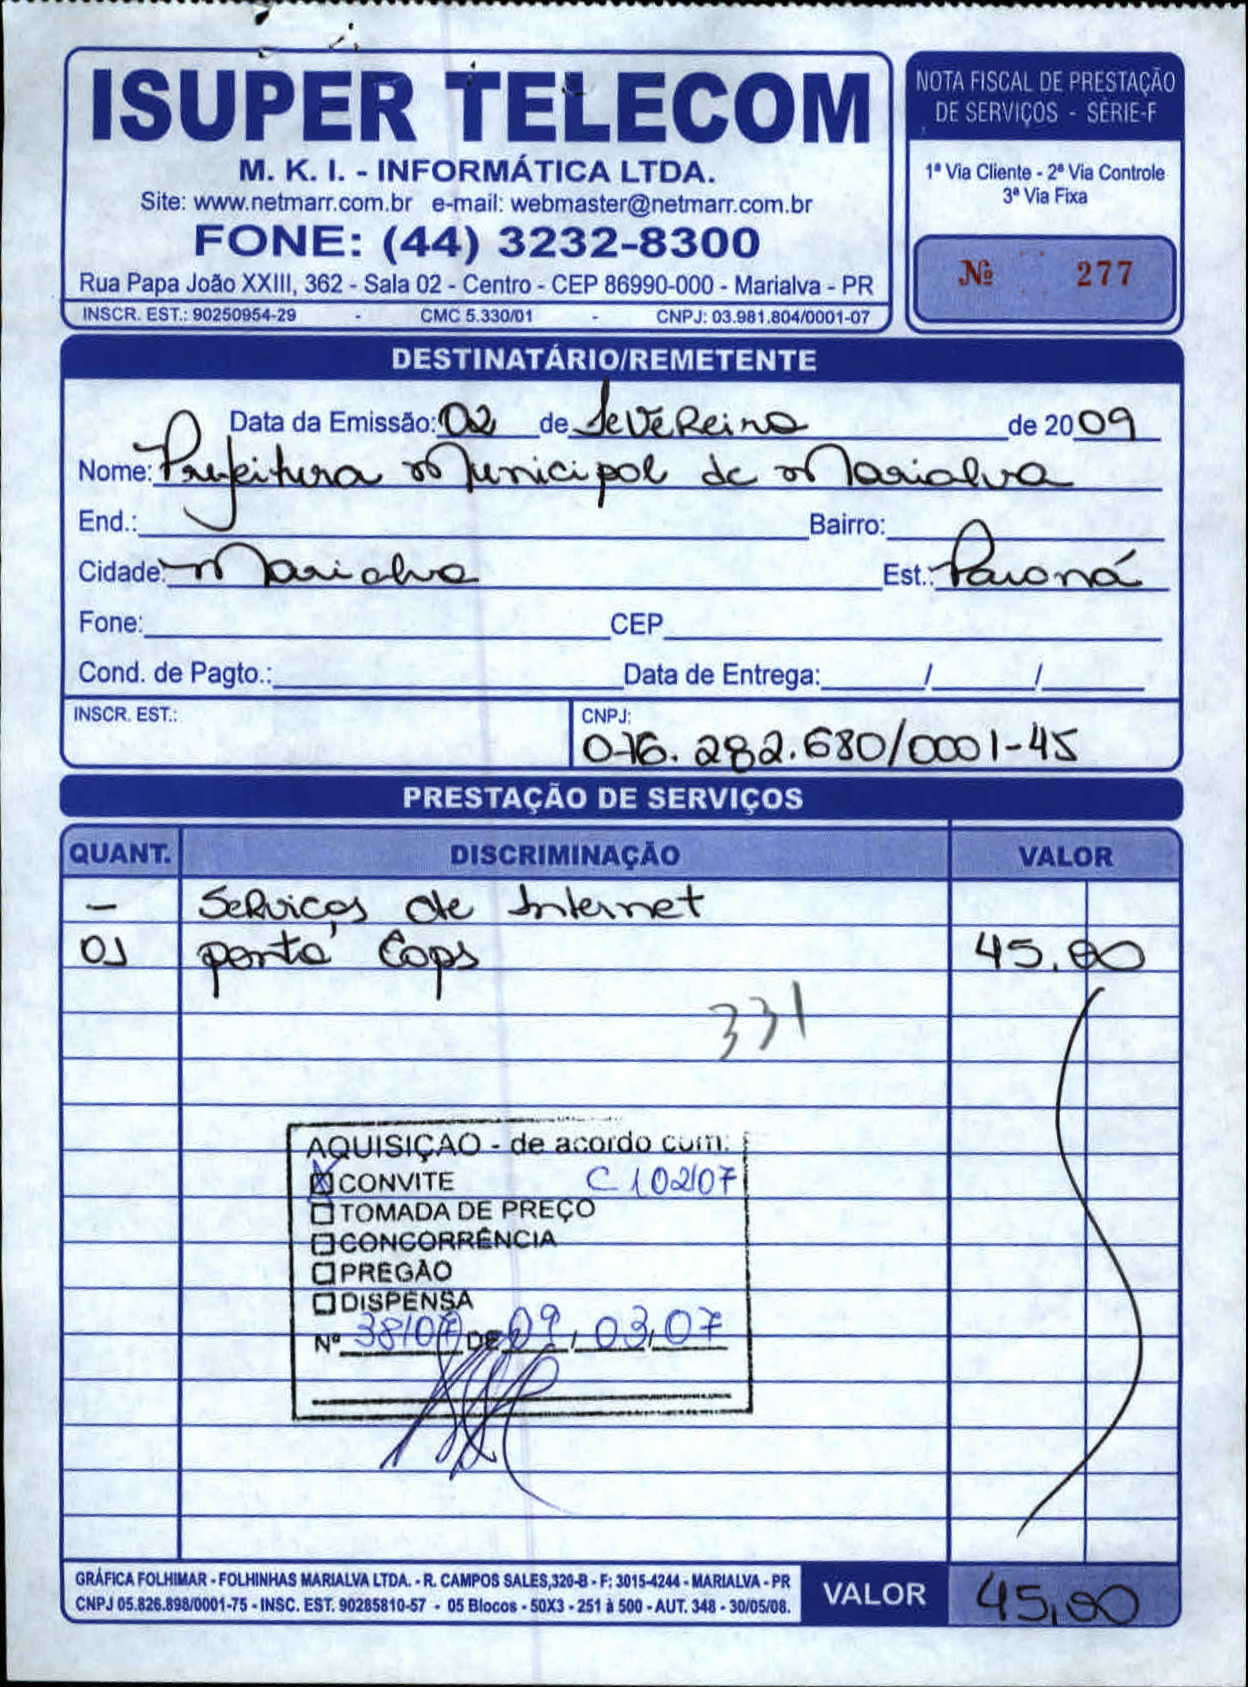 ISUPER TELECOM
M. K. I. - INFORMÁTICA LTDA.
Site: www.netmarr.com.br e-mail: webmaster@netmarr.com.br
FONE: (44) 3232-8300
Rua Papa João XXIII, 362 - Sala 02 - Centro - CEP 86990-000 - Marialva - PR
INSCR. EST.: 90250954-29 - CMC 5.330/01 - CNPJ: 03.981.804/0001-07
NOTA FISCAL DE PRESTAÇÃO
DE SERVIÇOS - SÉRIE-F
1ª Via Cliente - 2ª Via Controle
3ª Via Fixa
Nº 277
DESTINATÁRIO/REMETENTE
Data da Emissão: 02 de Fevereiro de 2009
Nome: Prefeitura Municipal de Marialva
End.: Bairro:
Cidade: Marialva Est.: Paraná
Fone: CEP
Cond. de Pagto.: Data de Entrega: / /
INSCR. EST.: CNPJ:
076.282.680/0001-45
PRESTAÇÃO DE SERVIÇOS
QUANT. DISCRIMINAÇÃO VALOR
- Serviços de Internet
01 ponto Caps 45,00
331
AQUISIÇÃO - de acordo com:
CONVITE C 102/07
TOMADA DE PREÇO
CONCORRÊNCIA
PREGÃO
DISPENSA
Nº DE 09 / 03 / 07
GRÁFICA FOLHIMAR - FOLHINHAS MARIALVA LTDA. - R. CAMPOS SALES,320-B - F: 3015-4244 - MARIALVA - PR
CNPJ 05.826.898/0001-75 - INSC. EST. 90285810-57 - 05 Blocos - 50X3 - 251 à 500 - AUT. 348 - 30/05/08.
VALOR 45,00